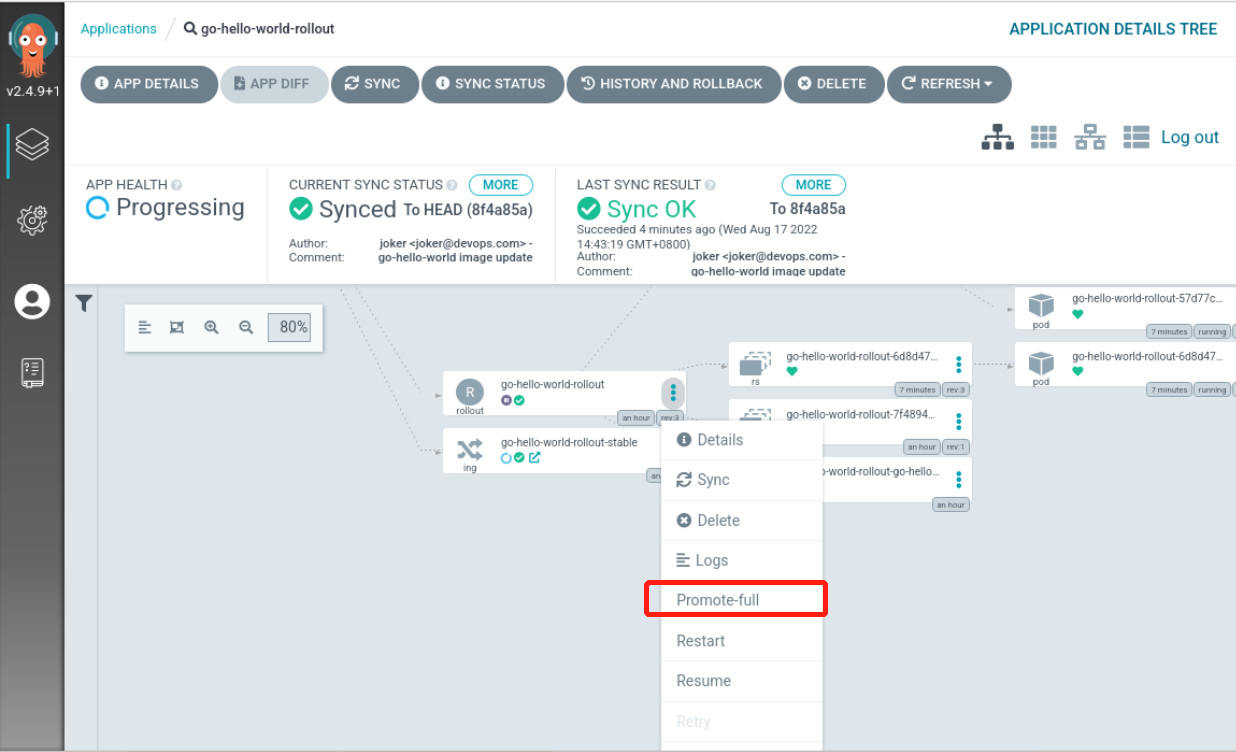 Applications / go-hello-world-rollout
APPLICATION DETAILS TREE
v2.4.9+1
APP DETAILS
APP DIFF
SYNC
SYNC STATUS
HISTORY AND ROLLBACK
DELETE
REFRESH
Log out
APP HEALTH
Progressing
CURRENT SYNC STATUS
MORE
Synced To HEAD (8f4a85a)
Author: joker <joker@devops.com> -
Comment: go-hello-world image update
LAST SYNC RESULT
MORE
Sync OK To 8f4a85a
Succeeded 4 minutes ago (Wed Aug 17 2022
14:43:19 GMT+0800)
Author: joker <joker@devops.com> -
Comment: go-hello-world image update
80%
go-hello-world-rollout-57d77c...
pod
7 minutes
running
go-hello-world-rollout
R
rollout
an hour
rev:3
go-hello-world-rollout-6d8d47...
rs
7 minutes
rev:3
go-hello-world-rollout-6d8d47...
pod
7 minutes
running
go-hello-world-rollout-7f4894...
an hour
rev:1
go-hello-world-rollout-stable
ing
an
-world-rollout-go-hello...
an hour
Details
Sync
Delete
Logs
Promote-full
Restart
Resume
Retry